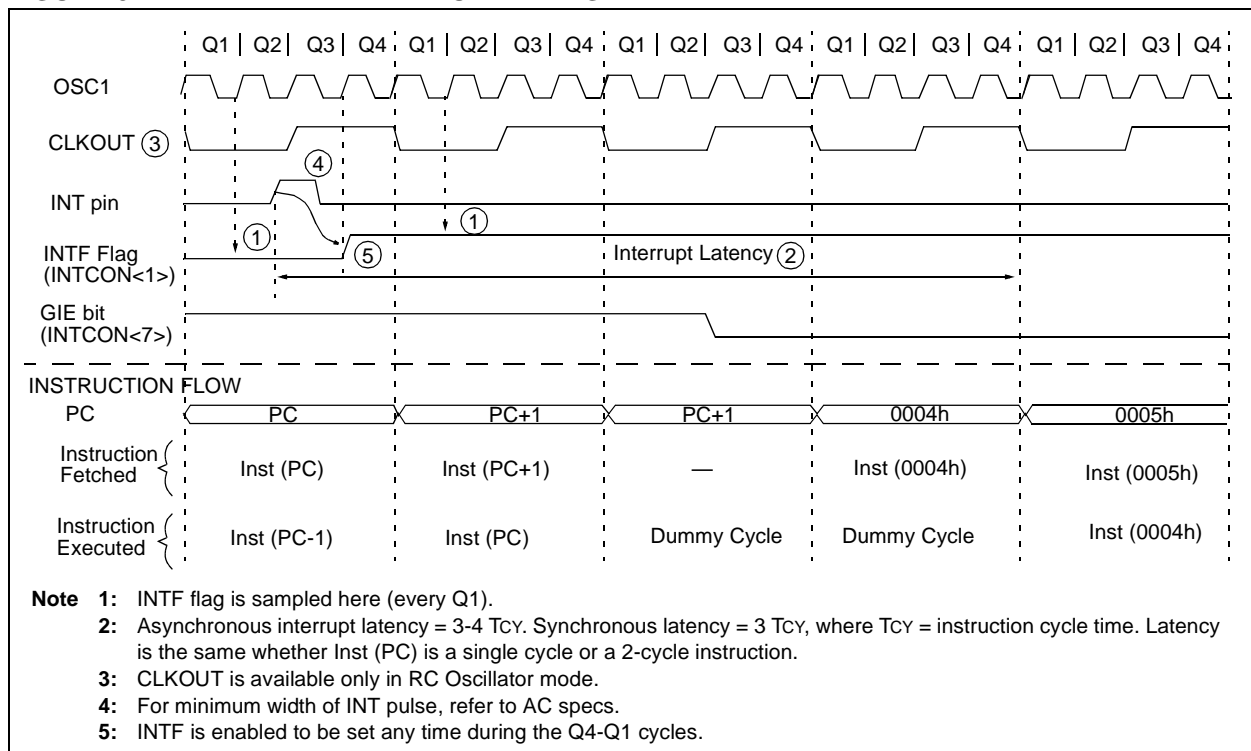 Q1 | Q2 | Q3 | Q4 Q1 | Q2 | Q3 | Q4 Q1 | Q2 | Q3 | Q4 Q1 | Q2 | Q3 | Q4 Q1 | Q2 | Q3 | Q4
OSC1
CLKOUT 3
4
INT pin
1 1
INTF Flag
(INTCON<1>)
5
Interrupt Latency 2
GIE bit
(INTCON<7>)
INSTRUCTION FLOW
PC PC PC+1 PC+1 0004h 0005h
Instruction
Fetched
Inst (PC) Inst (PC+1) — Inst (0004h) Inst (0005h)
Instruction
Executed
Inst (PC-1) Inst (PC) Dummy Cycle Dummy Cycle Inst (0004h)
Note 1: INTF flag is sampled here (every Q1).
2: Asynchronous interrupt latency = 3-4 TCY. Synchronous latency = 3 TCY, where TCY = instruction cycle time. Latency
is the same whether Inst (PC) is a single cycle or a 2-cycle instruction.
3: CLKOUT is available only in RC Oscillator mode.
4: For minimum width of INT pulse, refer to AC specs.
5: INTF is enabled to be set any time during the Q4-Q1 cycles.